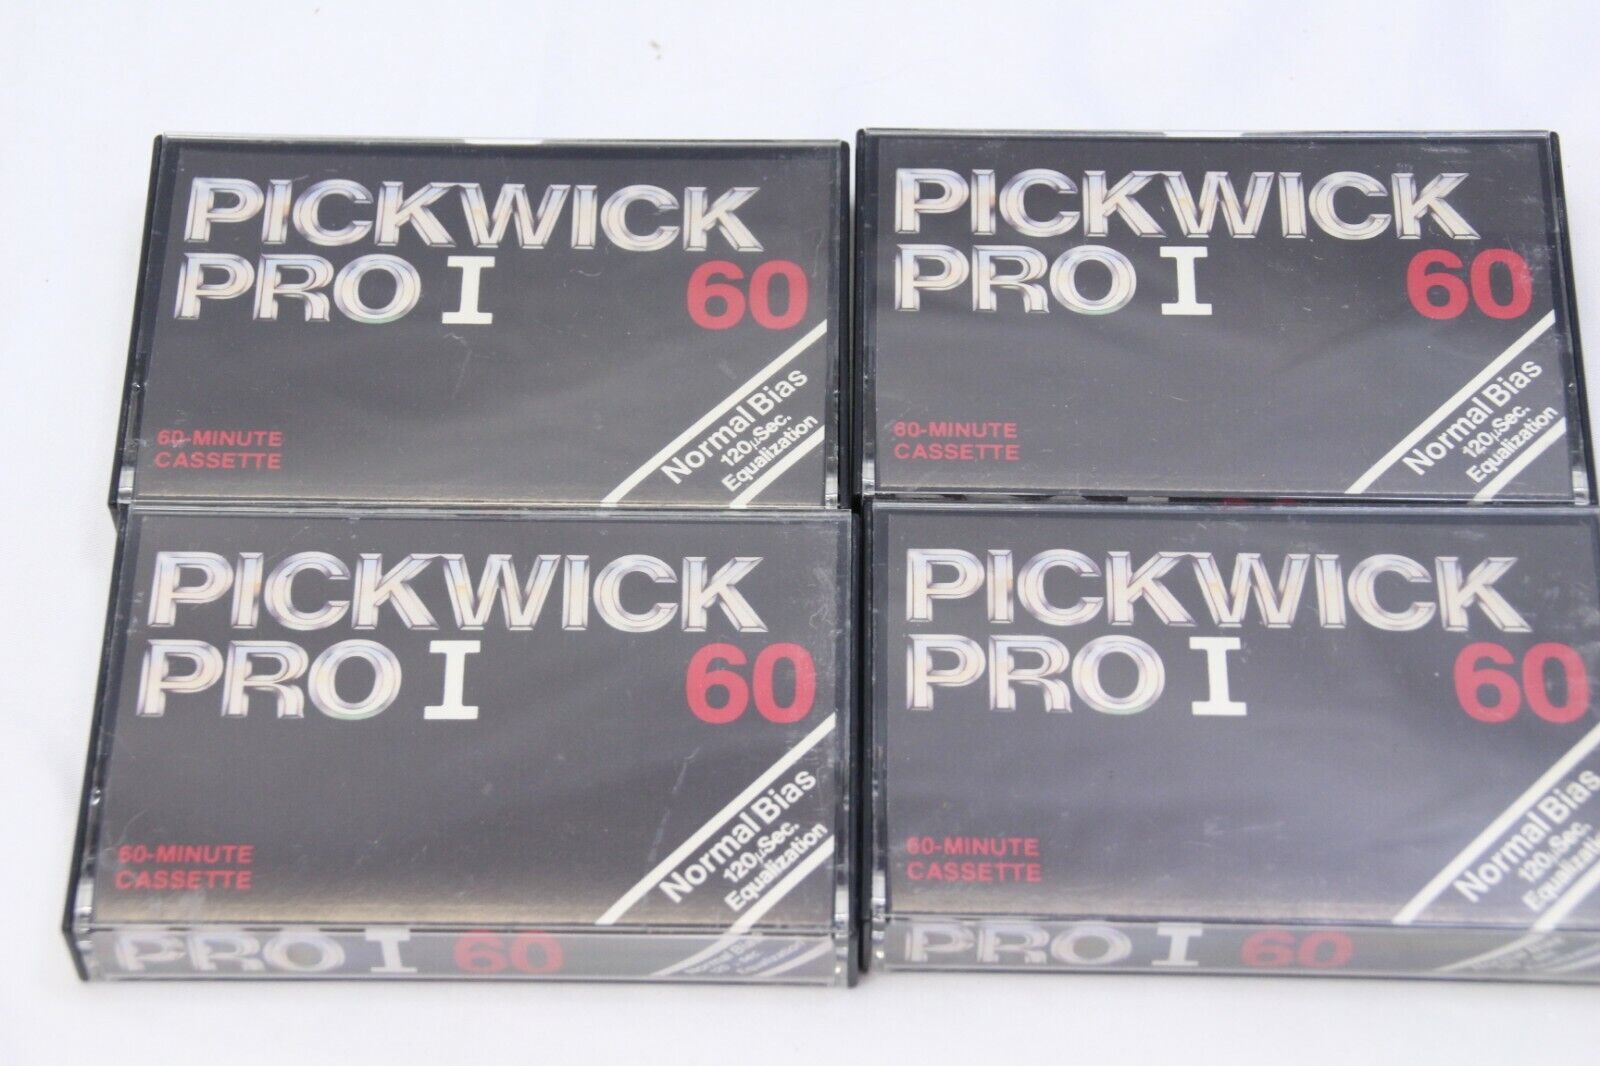 PICKWICK
PRO I 60
60-MINUTE
CASSETTE
Normal Bias
120µSec.
Equalization
PICKWICK
PRO I 60
60-MINUTE
CASSETTE
Normal Bias
120µSec.
Equalization
PICKWICK
PRO I 60
60-MINUTE
CASSETTE
Normal Bias
120µSec.
Equalization
PRO I 60
PICKWICK
PRO I 60
60-MINUTE
CASSETTE
Normal Bias
120µSec.
PRO I 60